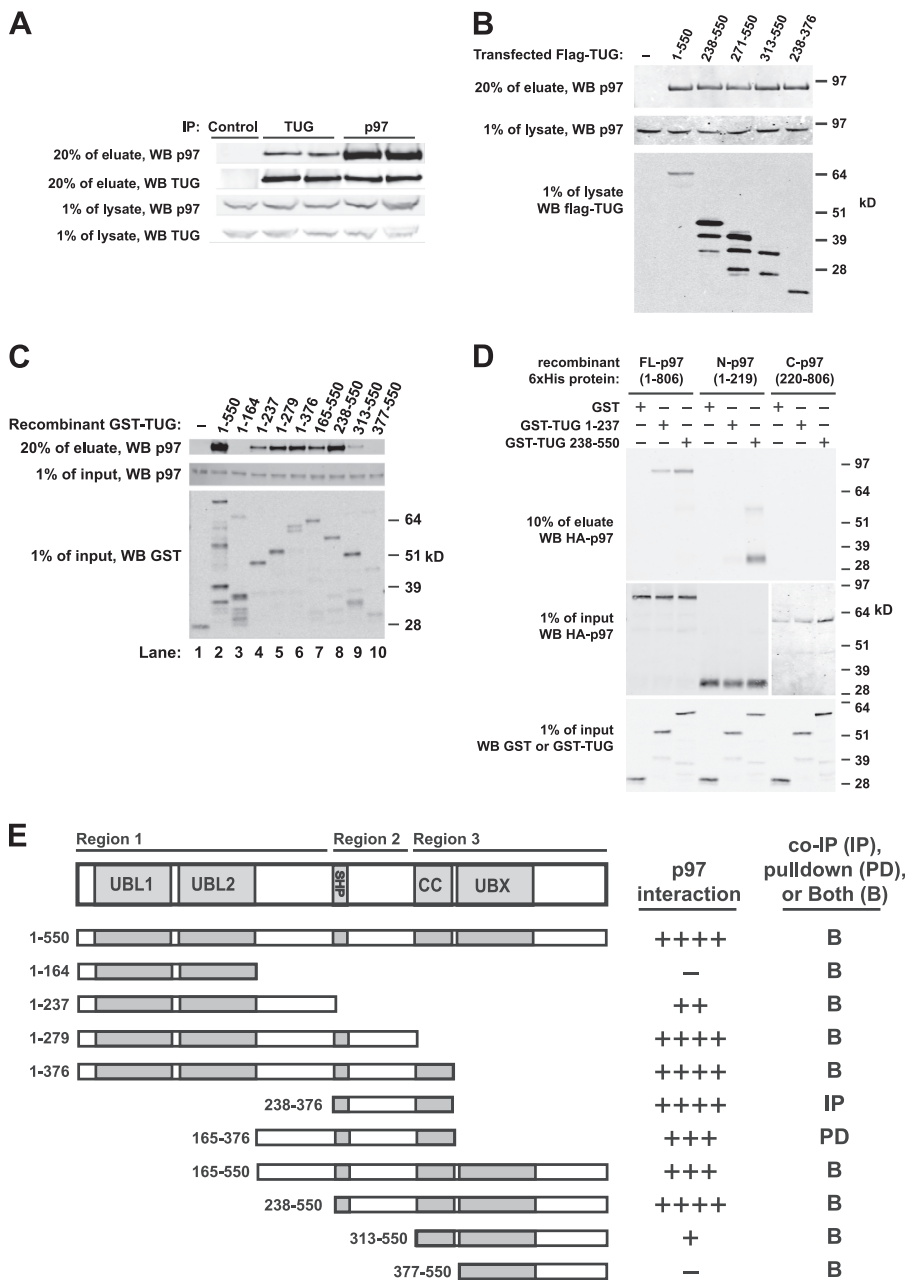 A
IP: Control TUG p97
20% of eluate, WB p97
20% of eluate, WB TUG
1% of lysate, WB p97
1% of lysate, WB TUG
B
Transfected Flag-TUG: – 1-550 238-550 271-550 313-550 238-376
20% of eluate, WB p97
97
1% of lysate, WB p97
97
1% of lysate
WB flag-TUG
64
51
39
28
kD
C
Recombinant GST-TUG: – 1-550 1-164 1-237 1-279 1-376 165-550 238-550 313-550 377-550
20% of eluate, WB p97
1% of input, WB p97
1% of input, WB GST
64
51 kD
39
28
Lane: 1 2 3 4 5 6 7 8 9 10
D
recombinant
6xHis protein:
FL-p97
(1-806)
N-p97
(1-219)
C-p97
(220-806)
GST + + +
GST-TUG 1-237 + + +
GST-TUG 238-550 + + +
10% of eluate
WB HA-p97
97
64
51
39
28
1% of input
WB HA-p97
97
64 kD
51
39
28
1% of input
WB GST or GST-TUG
64
51
39
28
E
Region 1 Region 2 Region 3
UBL1 UBL2 SHP CC UBX
p97
interaction
co-IP (IP),
pulldown (PD),
or Both (B)
1-550 ++++ B
1-164 – B
1-237 ++ B
1-279 ++++ B
1-376 ++++ B
238-376 ++++ IP
165-376 +++ PD
165-550 +++ B
238-550 ++++ B
313-550 + B
377-550 – B